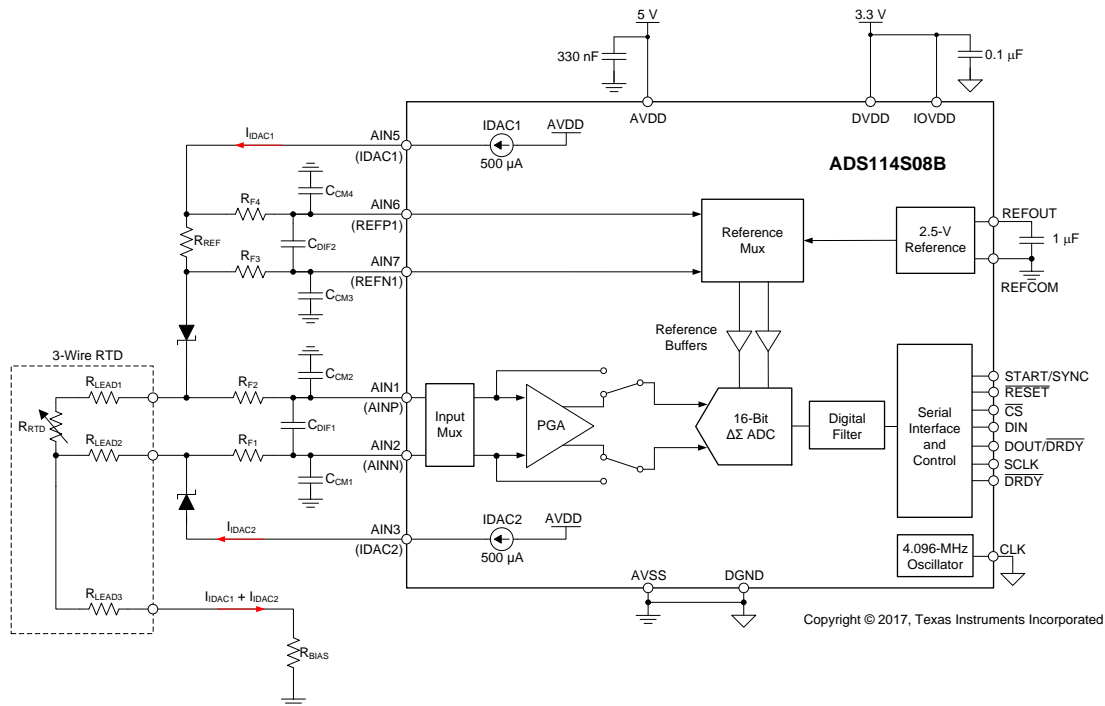 5 V
3.3 V
330 nF
0.1 μF
AVDD
DVDD
IOVDD
IIDAC1
AIN5
(IDAC1)
IDAC1
500 μA
AVDD
ADS114S08B
CCM4
RF4
AIN6
(REFP1)
RREF
CDIF2
Reference
Mux
2.5-V
Reference
REFOUT
1 μF
REFCOM
RF3
AIN7
(REFN1)
CCM3
Reference
Buffers
3-Wire RTD
CCM2
RLEAD1
RF2
AIN1
(AINP)
RRTD
CDIF1
Input
Mux
PGA
16-Bit
ΔΣ ADC
Digital
Filter
Serial
Interface
and
Control
START/SYNC
RESET
CS
DIN
DOUT/DRDY
SCLK
DRDY
RLEAD2
RF1
AIN2
(AINN)
CCM1
IIDAC2
AIN3
(IDAC2)
IDAC2
500 μA
AVDD
4.096-MHz
Oscillator
CLK
AVSS
DGND
RLEAD3
IIDAC1 + IIDAC2
RBIAS
Copyright © 2017, Texas Instruments Incorporated